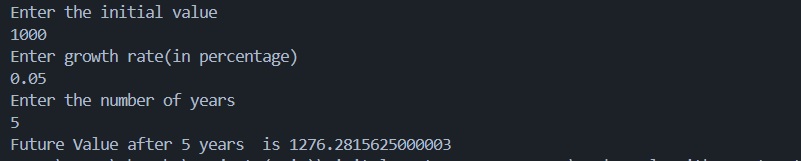 Enter the initial value
1000
Enter growth rate(in percentage)
0.05
Enter the number of years
5
Future Value after 5 years  is 1276.2815625000003